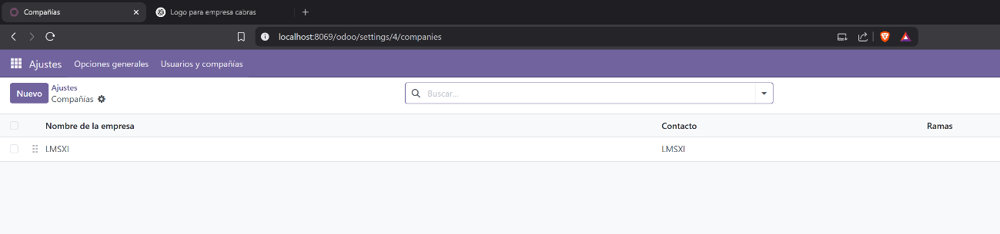 Compañías
Logo para empresa cabras
localhost:8069/odoo/settings/4/companies
Ajustes Opciones generales Usuarios y compañías
Nuevo
Ajustes
Compañías
Buscar...
Nombre de la empresa Contacto Ramas
LMSXI LMSXI